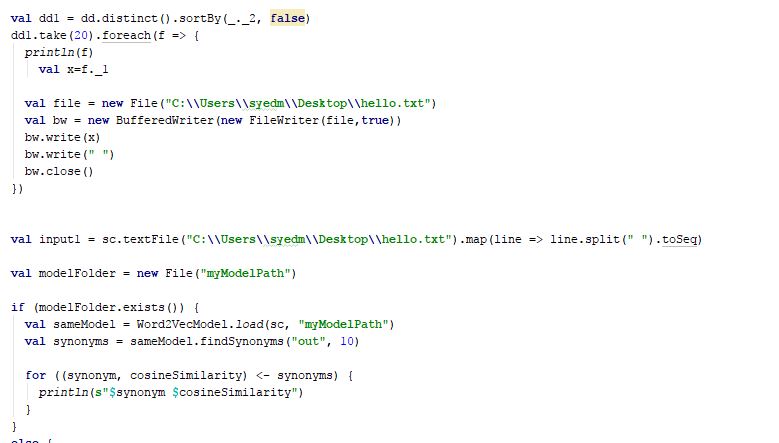 val dd1 = dd.distinct().sortBy(_._2, false)
dd1.take(20).foreach(f => {
  println(f)
    val x=f._1

  val file = new File("C:\\Users\\syedm\\Desktop\\hello.txt")
  val bw = new BufferedWriter(new FileWriter(file,true))
  bw.write(x)
  bw.write(" ")
  bw.close()
})

val input1 = sc.textFile("C:\\Users\\syedm\\Desktop\\hello.txt").map(line => line.split(" ").toSeq)

val modelFolder = new File("myModelPath")

if (modelFolder.exists()) {
  val sameModel = Word2VecModel.load(sc, "myModelPath")
  val synonyms = sameModel.findSynonyms("out", 10)

  for ((synonym, cosineSimilarity) <- synonyms) {
    println(s"$synonym $cosineSimilarity")
  }
}
else {